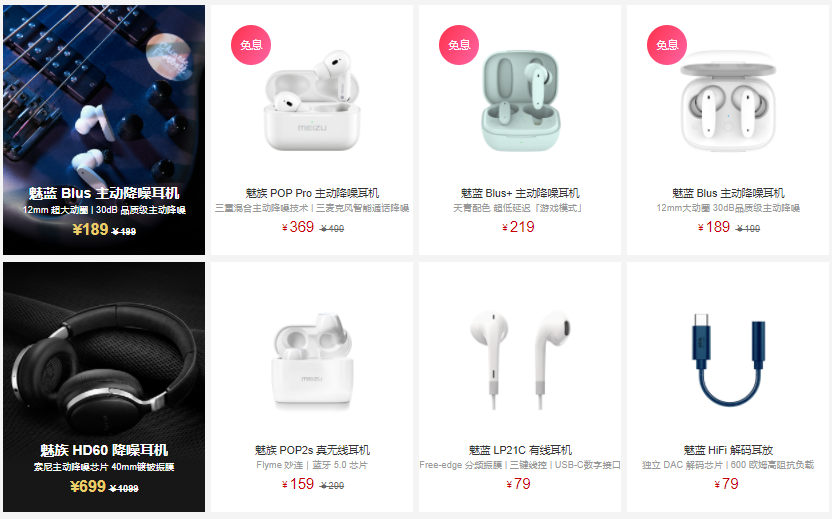 魅蓝 Blus 主动降噪耳机
12mm 超大动圈 | 30dB 品质级主动降噪
¥189 ¥199
免息
meizu
魅族 POP Pro 主动降噪耳机
三重混合主动降噪技术 | 三麦克风智能通话降噪
¥ 369 ¥ 499
免息
魅蓝 Blus+ 主动降噪耳机
天青配色 超低延迟「游戏模式」
¥ 219
免息
魅蓝 Blus 主动降噪耳机
12mm大动圈 30dB品质级主动降噪
¥ 189 ¥ 199
魅族 HD60 降噪耳机
索尼主动降噪芯片 40mm镀铍振膜
¥699 ¥1099
meizu
魅族 POP2s 真无线耳机
Flyme 妙连 | 蓝牙 5.0 芯片
¥ 159 ¥ 299
魅蓝 LP21C 有线耳机
Free-edge 分频振膜 | 三键线控 | USB-C数字接口
¥ 79
魅蓝 HiFi 解码耳放
独立 DAC 解码芯片 | 600 欧姆高阻抗负载
¥ 79